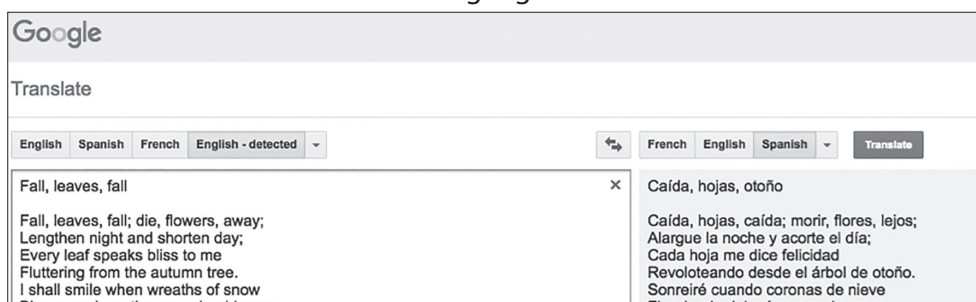 Google
Translate
English Spanish French English - detected French English Spanish Translate
Fall, leaves, fall
Fall, leaves, fall; die, flowers, away;
Lengthen night and shorten day;
Every leaf speaks bliss to me
Fluttering from the autumn tree.
I shall smile when wreaths of snow
Caída, hojas, otoño
Caída, hojas, caída; morir, flores, lejos;
Alargue la noche y acorte el día;
Cada hoja me dice felicidad
Revoloteando desde el árbol de otoño.
Sonreiré cuando coronas de nieve